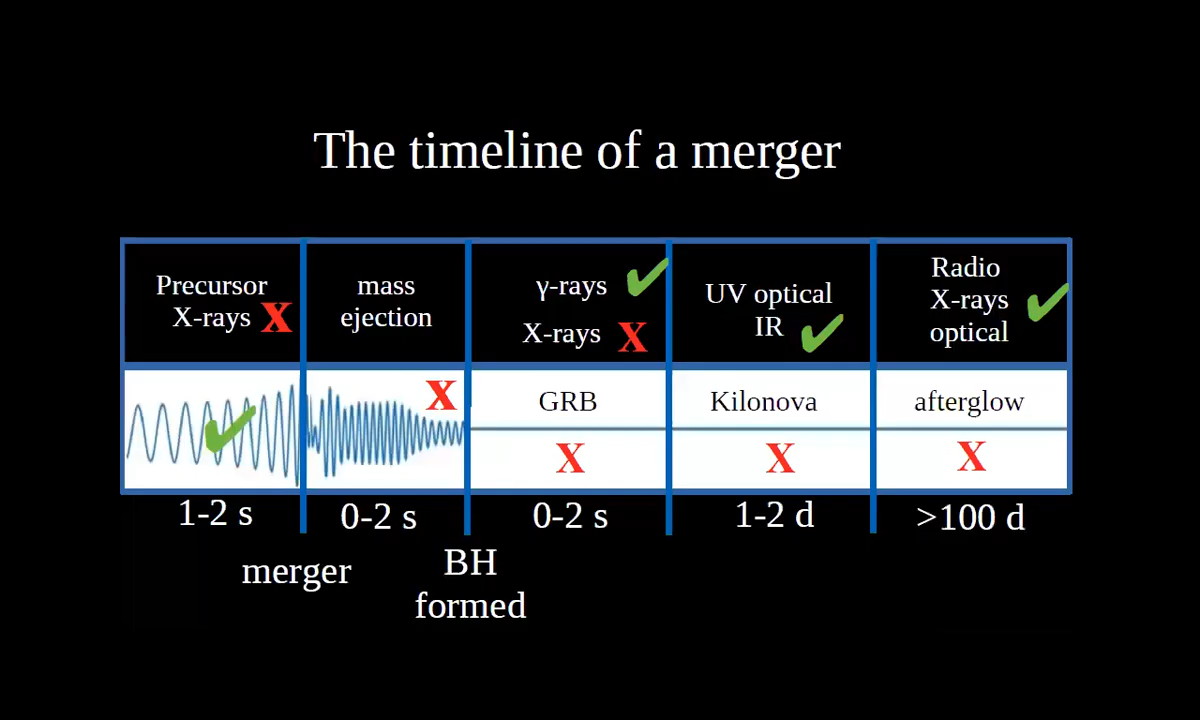 The timeline of a merger
Precursor
X-rays X
mass
ejection
γ-rays
X-rays X
UV optical
IR
Radio
X-rays
optical
X
GRB
X
Kilonova
X
afterglow
X
1-2 s
0-2 s
0-2 s
1-2 d
>100 d
merger
BH
formed